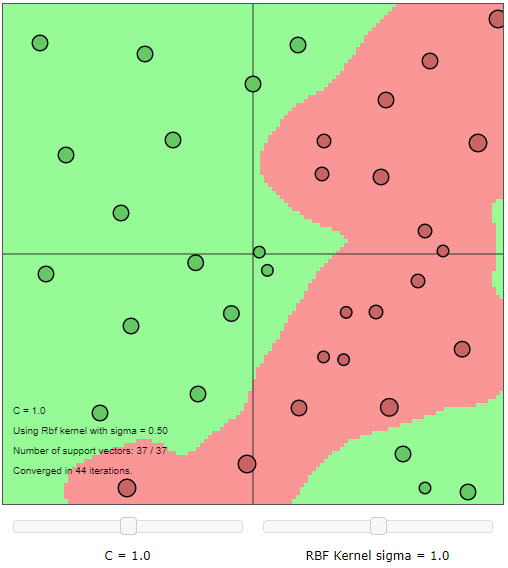 C = 1.0
Using Rbf kernel with sigma = 0.50
Number of support vectors: 37 / 37
Converged in 44 iterations.
C = 1.0
RBF Kernel sigma = 1.0